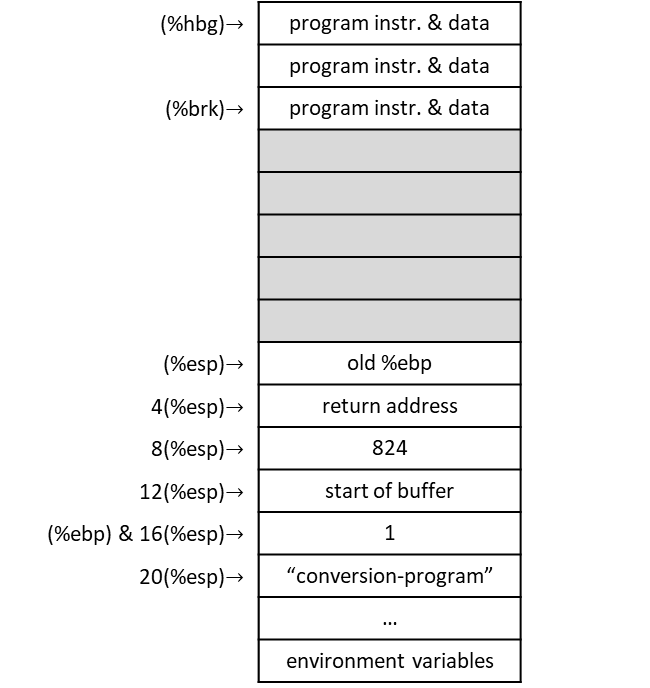 (%hbg)→ program instr. & data
program instr. & data
(%brk)→ program instr. & data
(%esp)→ old %ebp
4(%esp)→ return address
8(%esp)→ 824
12(%esp)→ start of buffer
(%ebp) & 16(%esp)→ 1
20(%esp)→ “conversion-program”
...
environment variables